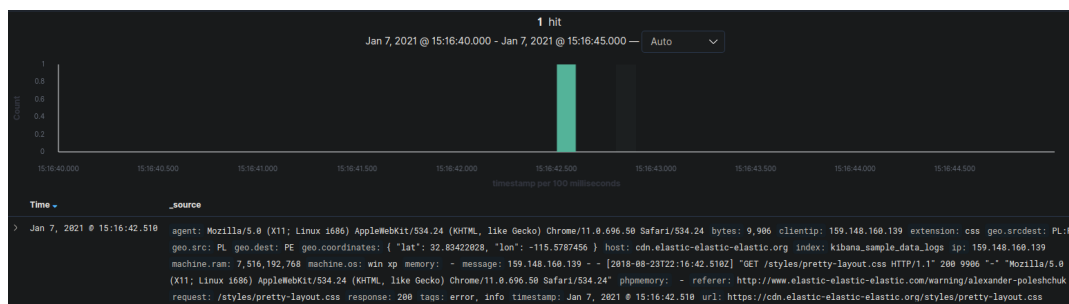 1 hit
Jan 7, 2021 @ 15:16:40.000 - Jan 7, 2021 @ 15:16:45.000 — Auto
1
0.8
0.6
0.4
0.2
0
Count
15:16:40.000 15:16:40.500 15:16:41.000 15:16:41.500 15:16:42.000 15:16:42.500 15:16:43.000 15:16:43.500 15:16:44.000 15:16:44.500
timestamp per 100 milliseconds
Time _source
Jan 7, 2021 @ 15:16:42.510 agent: Mozilla/5.0 (X11; Linux i686) AppleWebKit/534.24 (KHTML, like Gecko) Chrome/11.0.696.50 Safari/534.24 bytes: 9,906 clientip: 159.148.160.139 extension: css geo.srcdest: PL:
geo.src: PL geo.dest: PE geo.coordinates: { "lat": 32.83422028, "lon": -115.5787456 } host: cdn.elastic-elastic-elastic.org index: kibana_sample_data_logs ip: 159.148.160.139
machine.ram: 7,516,192,768 machine.os: win xp memory: - message: 159.148.160.139 - - [2018-08-23T22:16:42.510Z] "GET /styles/pretty-layout.css HTTP/1.1" 200 9906 "-" "Mozilla/5.0
(X11; Linux i686) AppleWebKit/534.24 (KHTML, like Gecko) Chrome/11.0.696.50 Safari/534.24" phpmemory: - referer: http://www.elastic-elastic-elastic.com/warning/alexander-poleshchuk
request: /styles/pretty-layout.css response: 200 tags: error, info timestamp: Jan 7, 2021 @ 15:16:42.510 url: https://cdn.elastic-elastic-elastic.org/styles/pretty-layout.css